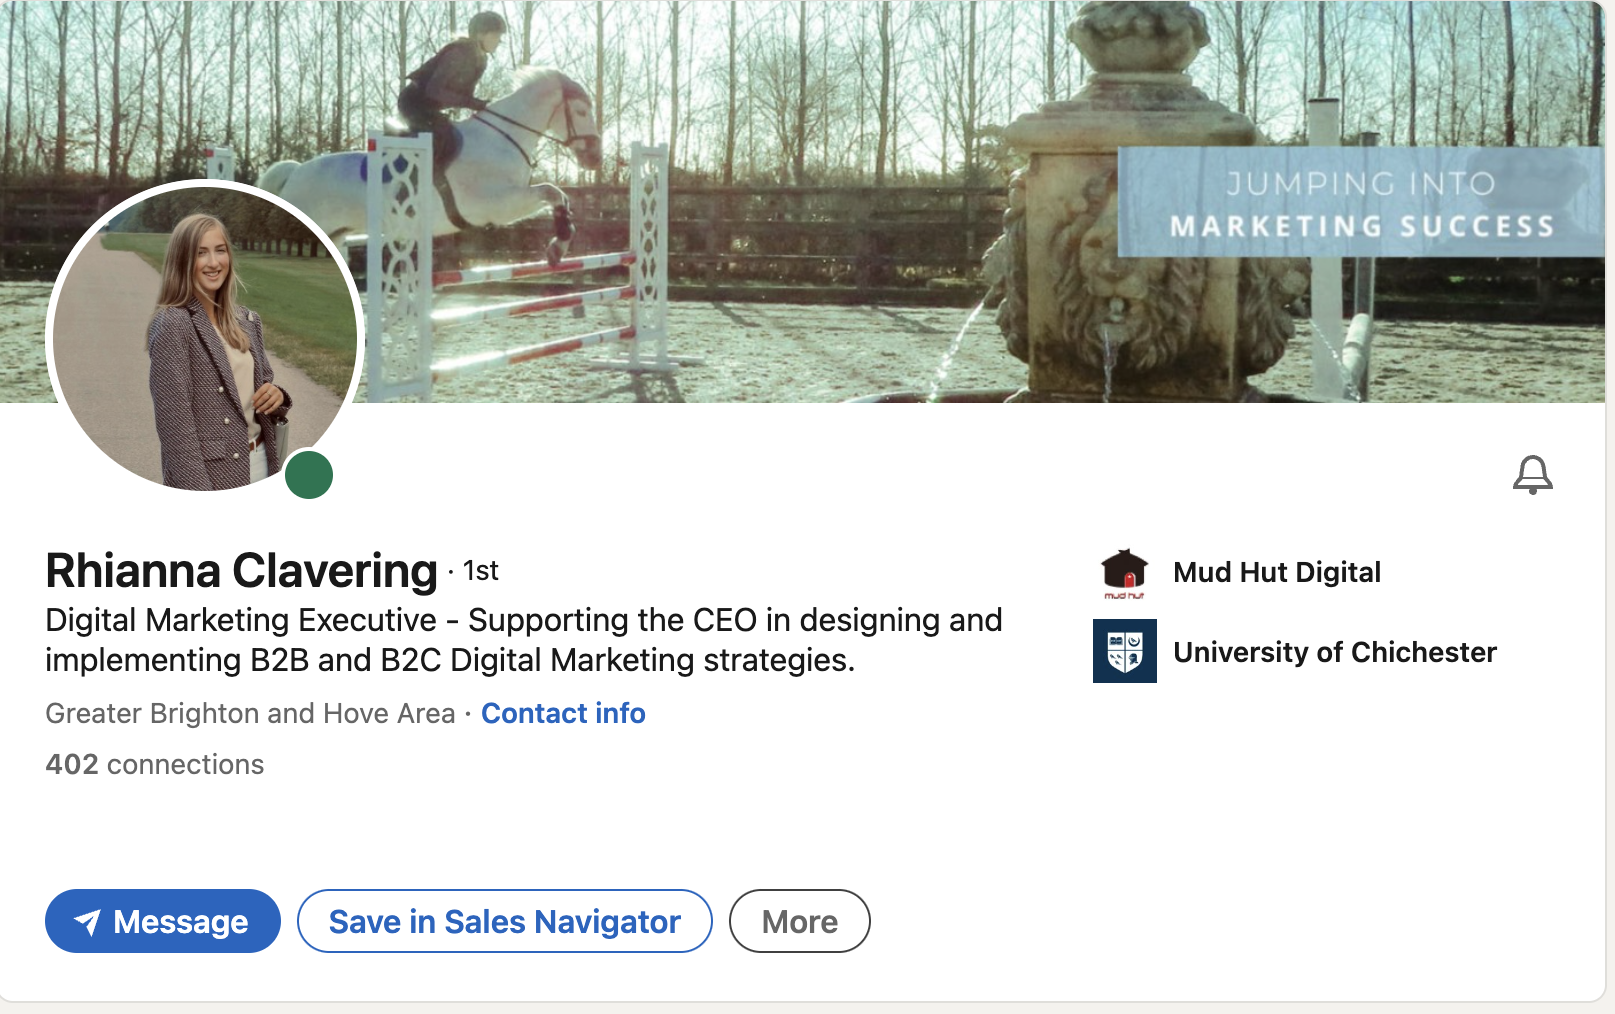 JUMPING INTO
MARKETING SUCCESS
Rhianna Clavering · 1st
Digital Marketing Executive - Supporting the CEO in designing and
implementing B2B and B2C Digital Marketing strategies.
Greater Brighton and Hove Area · Contact info
402 connections
mud hut
Mud Hut Digital
University of Chichester
Message
Save in Sales Navigator
More